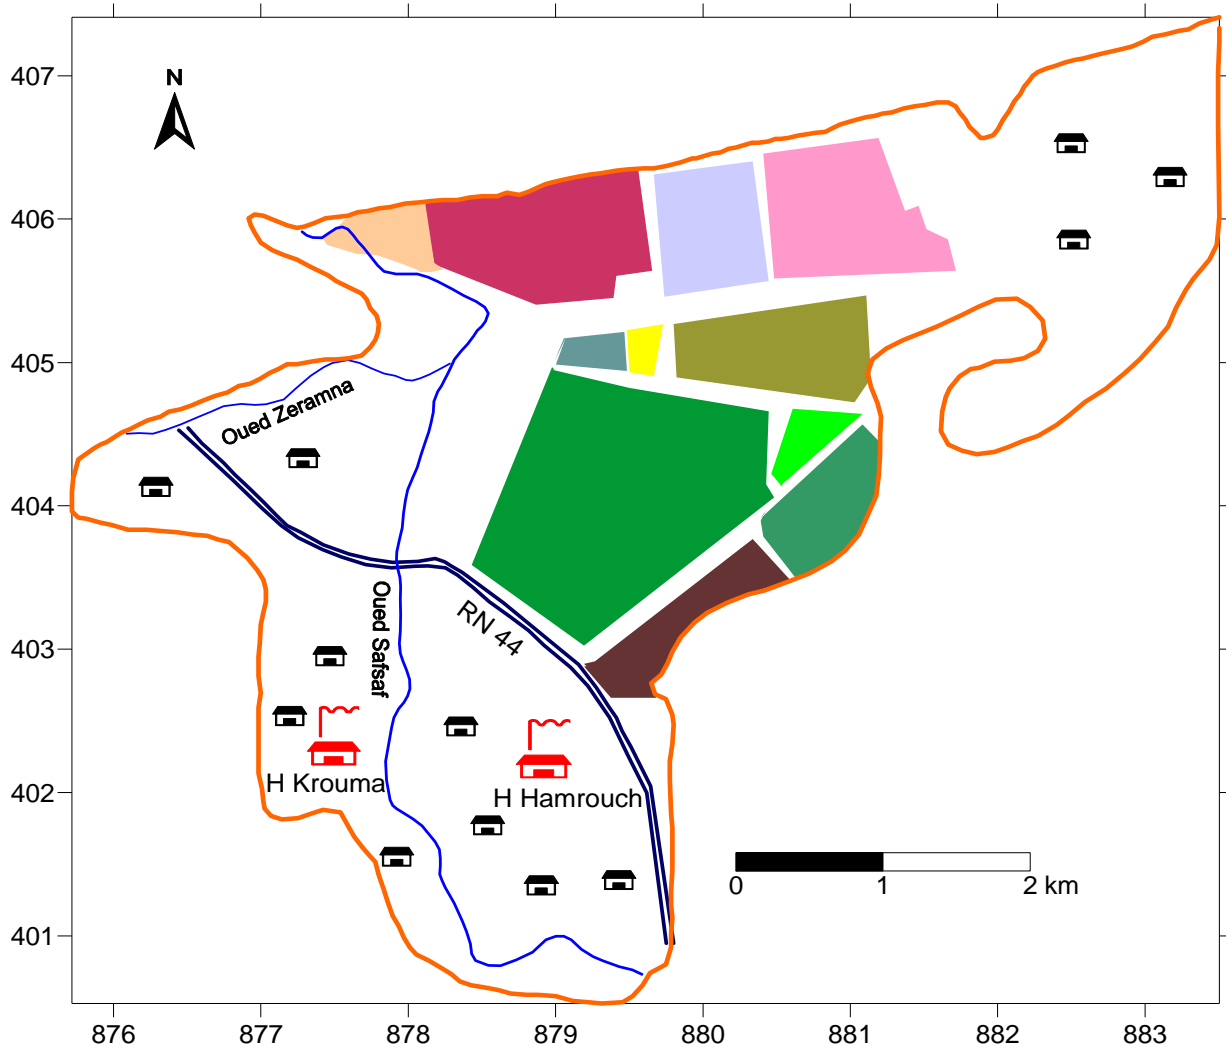 N
407
406
405
404
403
402
401
Oued Zeramna
Oued Safsaf
RN 44
H Krouma
H Hamrouch
0 1 2 km
876 877 878 879 880 881 882 883